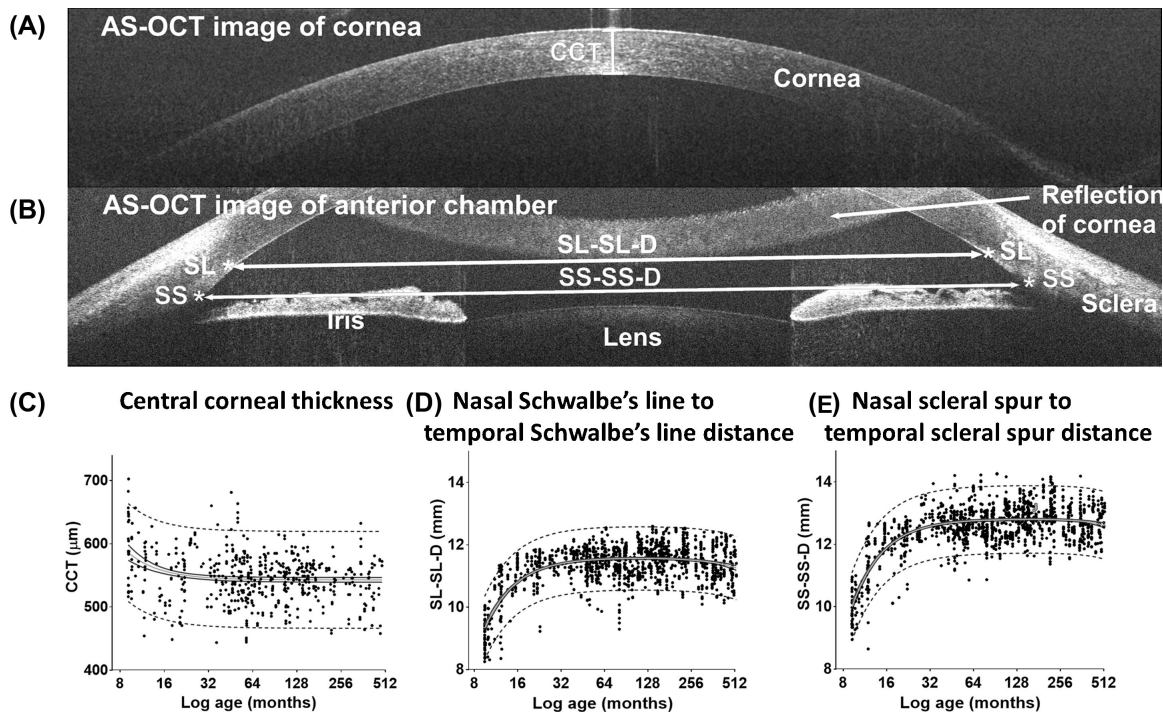 (A)
AS-OCT image of cornea
CCT
Cornea
(B)
AS-OCT image of anterior chamber
Reflection
of cornea
SL-SL-D
SL *
* SL
SS-SS-D
SS *
* SS
Sclera
Iris
Lens
(C)
Central corneal thickness
700
600
500
400
CCT (μm)
8 16 32 64 128 256 512
Log age (months)
(D) Nasal Schwalbe’s line to
temporal Schwalbe’s line distance
14
12
10
8
SL-SL-D (mm)
8 16 32 64 128 256 512
Log age (months)
(E) Nasal scleral spur to
temporal scleral spur distance
14
12
10
8
SS-SS-D (mm)
8 16 32 64 128 256 512
Log age (months)